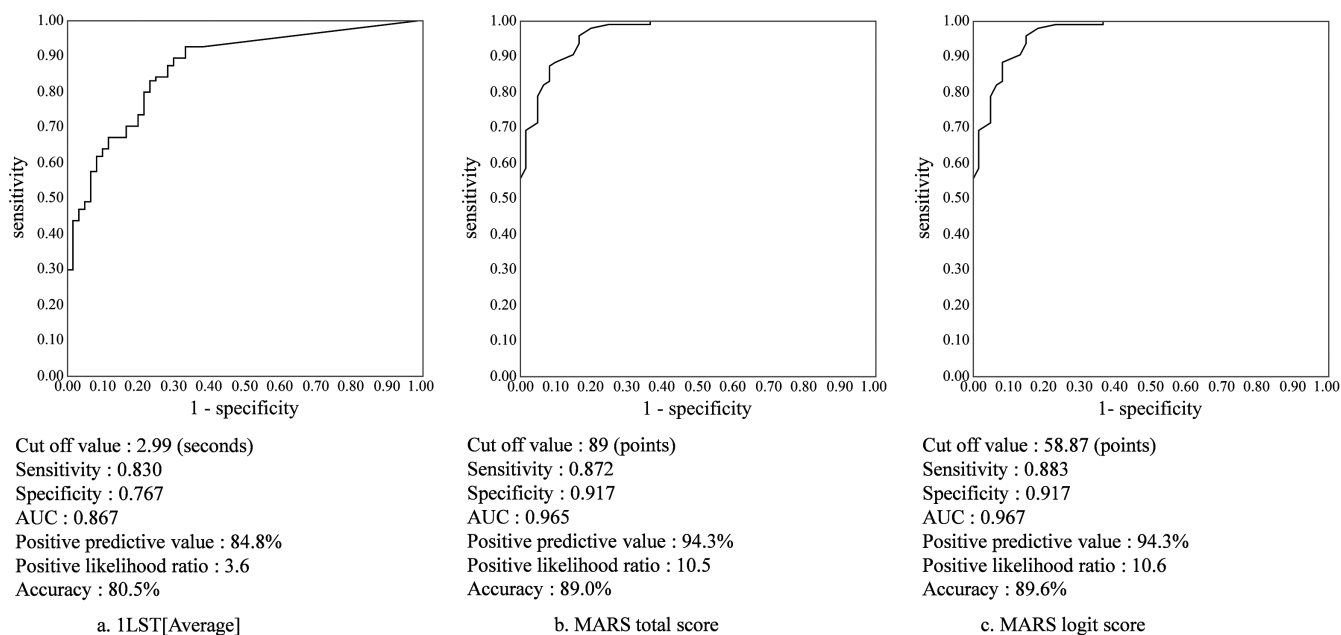 1.00
0.90
0.80
0.70
0.60
0.50
0.40
0.30
0.20
0.10
0.00
sensitivity
0.00 0.10 0.20 0.30 0.40 0.50 0.60 0.70 0.80 0.90 1.00
1 - specificity
Cut off value : 2.99 (seconds)
Sensitivity : 0.830
Specificity : 0.767
AUC : 0.867
Positive predictive value : 84.8%
Positive likelihood ratio : 3.6
Accuracy : 80.5%
a. 1LST[Average]
1.00
0.90
0.80
0.70
0.60
0.50
0.40
0.30
0.20
0.10
0.00
sensitivity
0.00 0.10 0.20 0.30 0.40 0.50 0.60 0.70 0.80 0.90 1.00
1 - specificity
Cut off value : 89 (points)
Sensitivity : 0.872
Specificity : 0.917
AUC : 0.965
Positive predictive value : 94.3%
Positive likelihood ratio : 10.5
Accuracy : 89.0%
b. MARS total score
1.00
0.90
0.80
0.70
0.60
0.50
0.40
0.30
0.20
0.10
0.00
sensitivity
0.00 0.10 0.20 0.30 0.40 0.50 0.60 0.70 0.80 0.90 1.00
1- specificity
Cut off value : 58.87 (points)
Sensitivity : 0.883
Specificity : 0.917
AUC : 0.967
Positive predictive value : 94.3%
Positive likelihood ratio : 10.6
Accuracy : 89.6%
c. MARS logit score